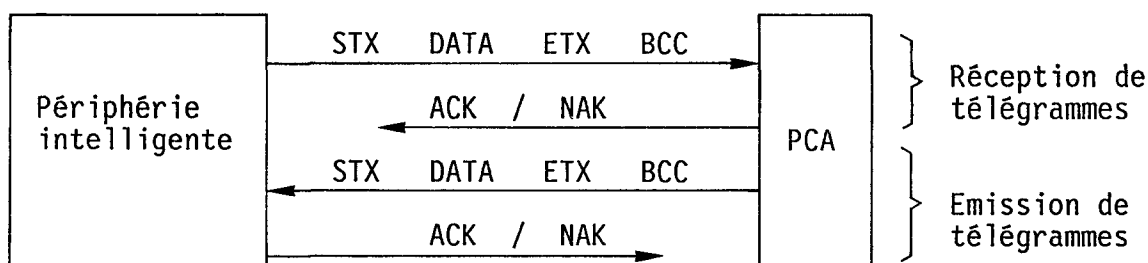 STX DATA ETX BCC
Périphérie
intelligente
ACK / NAK
PCA
Réception de
télégrammes
STX DATA ETX BCC
ACK / NAK
Emission de
télégrammes